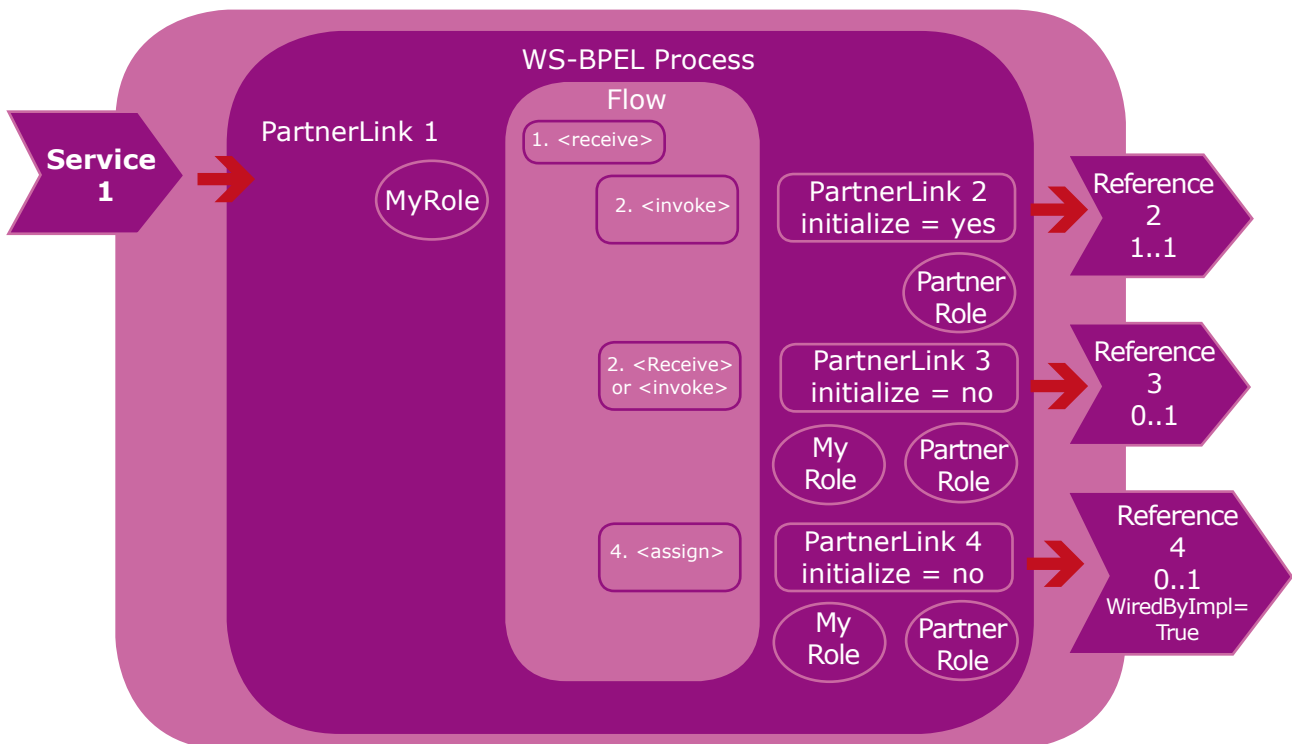 WS-BPEL Process
Flow
Service
1
PartnerLink 1
MyRole
1. <receive>
2. <invoke>
PartnerLink 2
initialize = yes
Partner
Role
Reference
2
1..1
2. <Receive>
or <invoke>
PartnerLink 3
initialize = no
My
Role
Partner
Role
Reference
3
0..1
4. <assign>
PartnerLink 4
initialize = no
My
Role
Partner
Role
Reference
4
0..1
WiredByImpl=
True